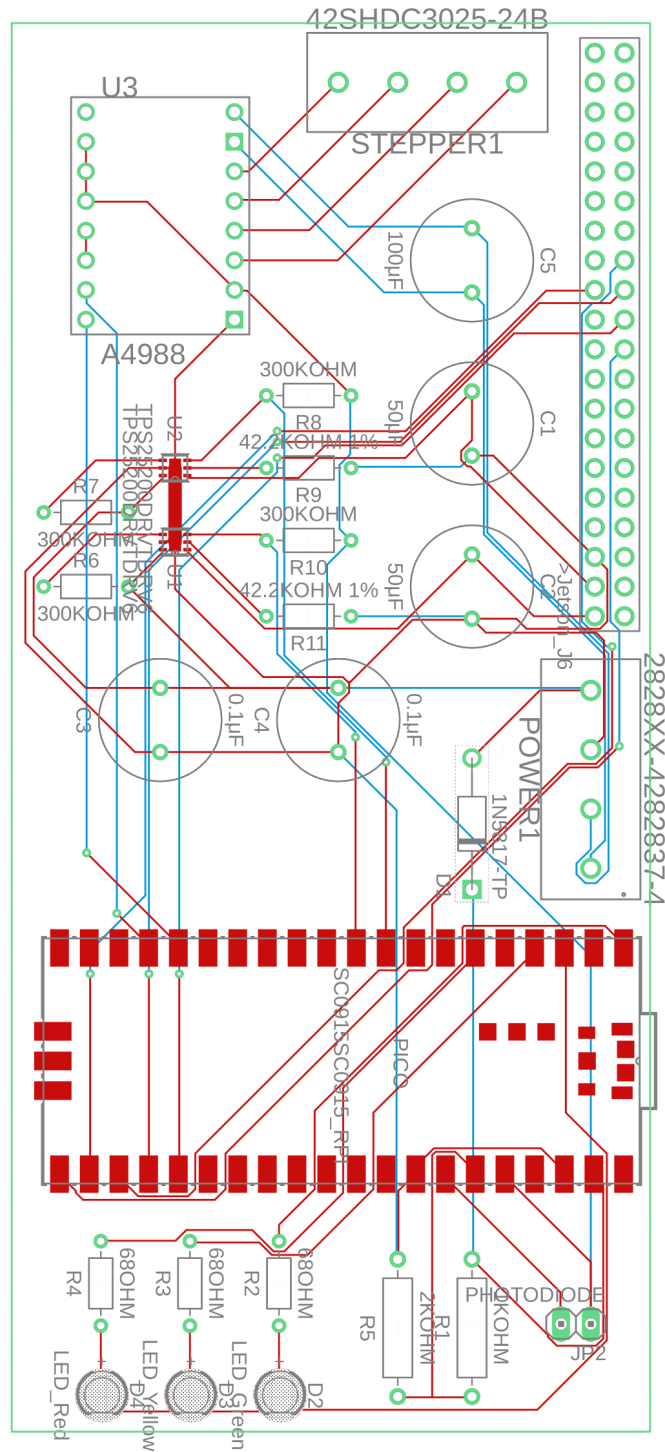 42SHDC3025-24B
U3
STEPPER1
100µF
C5
A4988
300KOHM
R8
50µF
C1
42.2KOHM 1%
R9
U2
R7
300KOHM
300KOHM
R10
R6
U1
300KOHM
42.2KOHM 1%
R11
50µF
C2
>Jetson_J6
C3
0.1µF
C4
0.1µF
2828XX-4
282837-4
POWER1
1N5817-TP
D1
SC0915SC0915_RPI
PICO
R4
68OHM
R3
68OHM
R2
68OHM
R5
2KOHM
R1
PHOTODIODE
JP2
LED_Red
D4
LED_Yellow
D3
LED_Green
D2